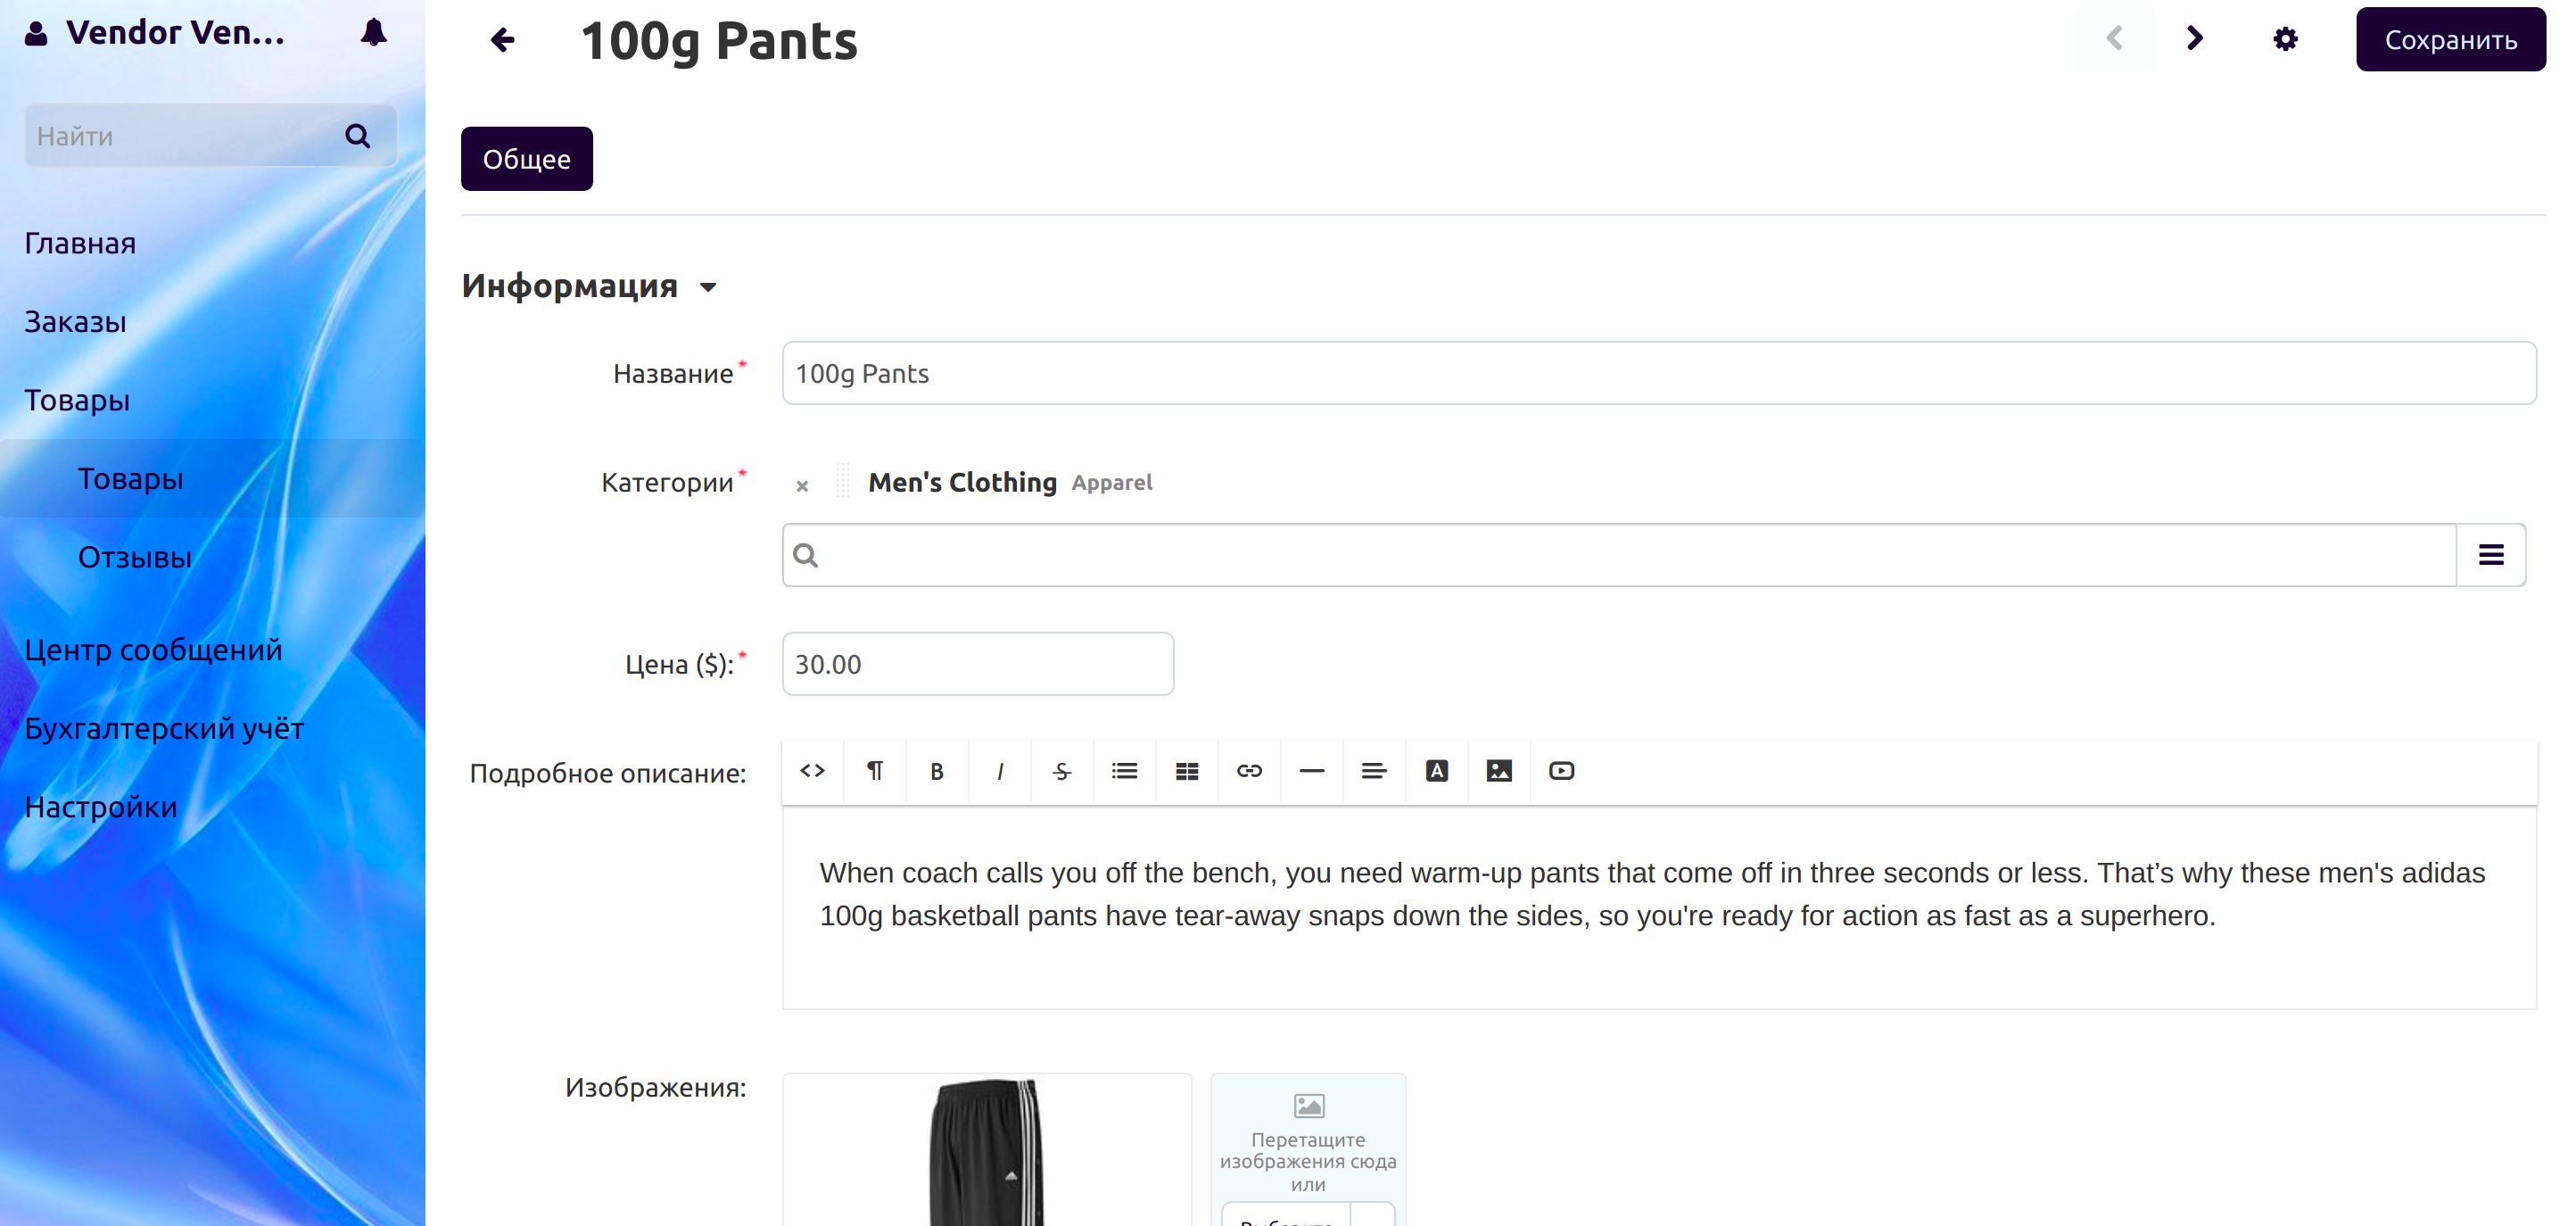 Vendor Ven...
100g Pants
Сохранить
Найти
Общее
Главная
Заказы
Товары
Товары
Отзывы
Центр сообщений
Бухгалтерский учёт
Настройки
Информация
Название*
100g Pants
Категории*
× Men's Clothing Apparel
Цена ($):*
30.00
Подробное описание:
When coach calls you off the bench, you need warm-up pants that come off in three seconds or less. That’s why these men's adidas
100g basketball pants have tear-away snaps down the sides, so you're ready for action as fast as a superhero.
Изображения:
Перетащите
изображения сюда
или
Выберите